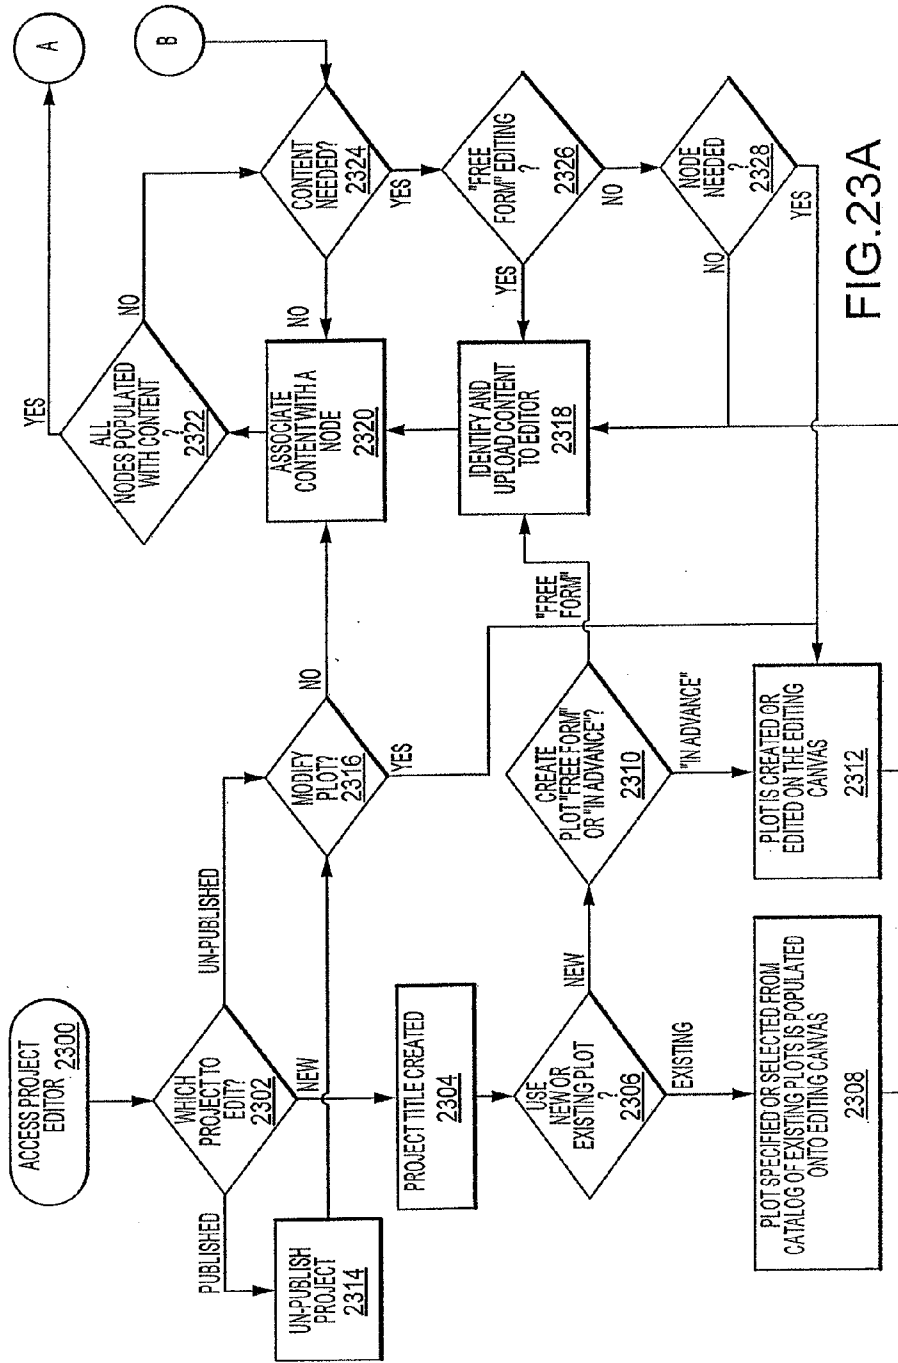 ACCESS PROJECT
EDITOR 2300
WHICH
PROJECT TO
EDIT?
2302
PUBLISHED
UN-PUBLISHED
NEW
UN-PUBLISH
PROJECT
2314
PROJECT TITLE CREATED
2304
USE
NEW OR
EXISTING PLOT
?
2306
NEW
EXISTING
PLOT SPECIFIED OR SELECTED FROM
CATALOG OF EXISTING PLOTS IS POPULATED
ONTO EDITING CANVAS
2308
MODIFY
PLOT?
2316
NO
YES
CREATE
PLOT "FREE FORM"
OR "IN ADVANCE"?
2310
"FREE
FORM"
"IN ADVANCE"
PLOT IS CREATED OR
EDITED ON THE EDITING
CANVAS
2312
ALL
NODES POPULATED
WITH CONTENT
?
2322
YES
NO
ASSOCIATE
CONTENT WITH A
NODE
2320
IDENTIFY AND
UPLOAD CONTENT
TO EDITOR
2318
A
B
CONTENT
NEEDED?
2324
NO
YES
"FREE
FORM" EDITING
?
2326
YES
NO
NODE
NEEDED
?
2328
NO
YES
FIG.23A